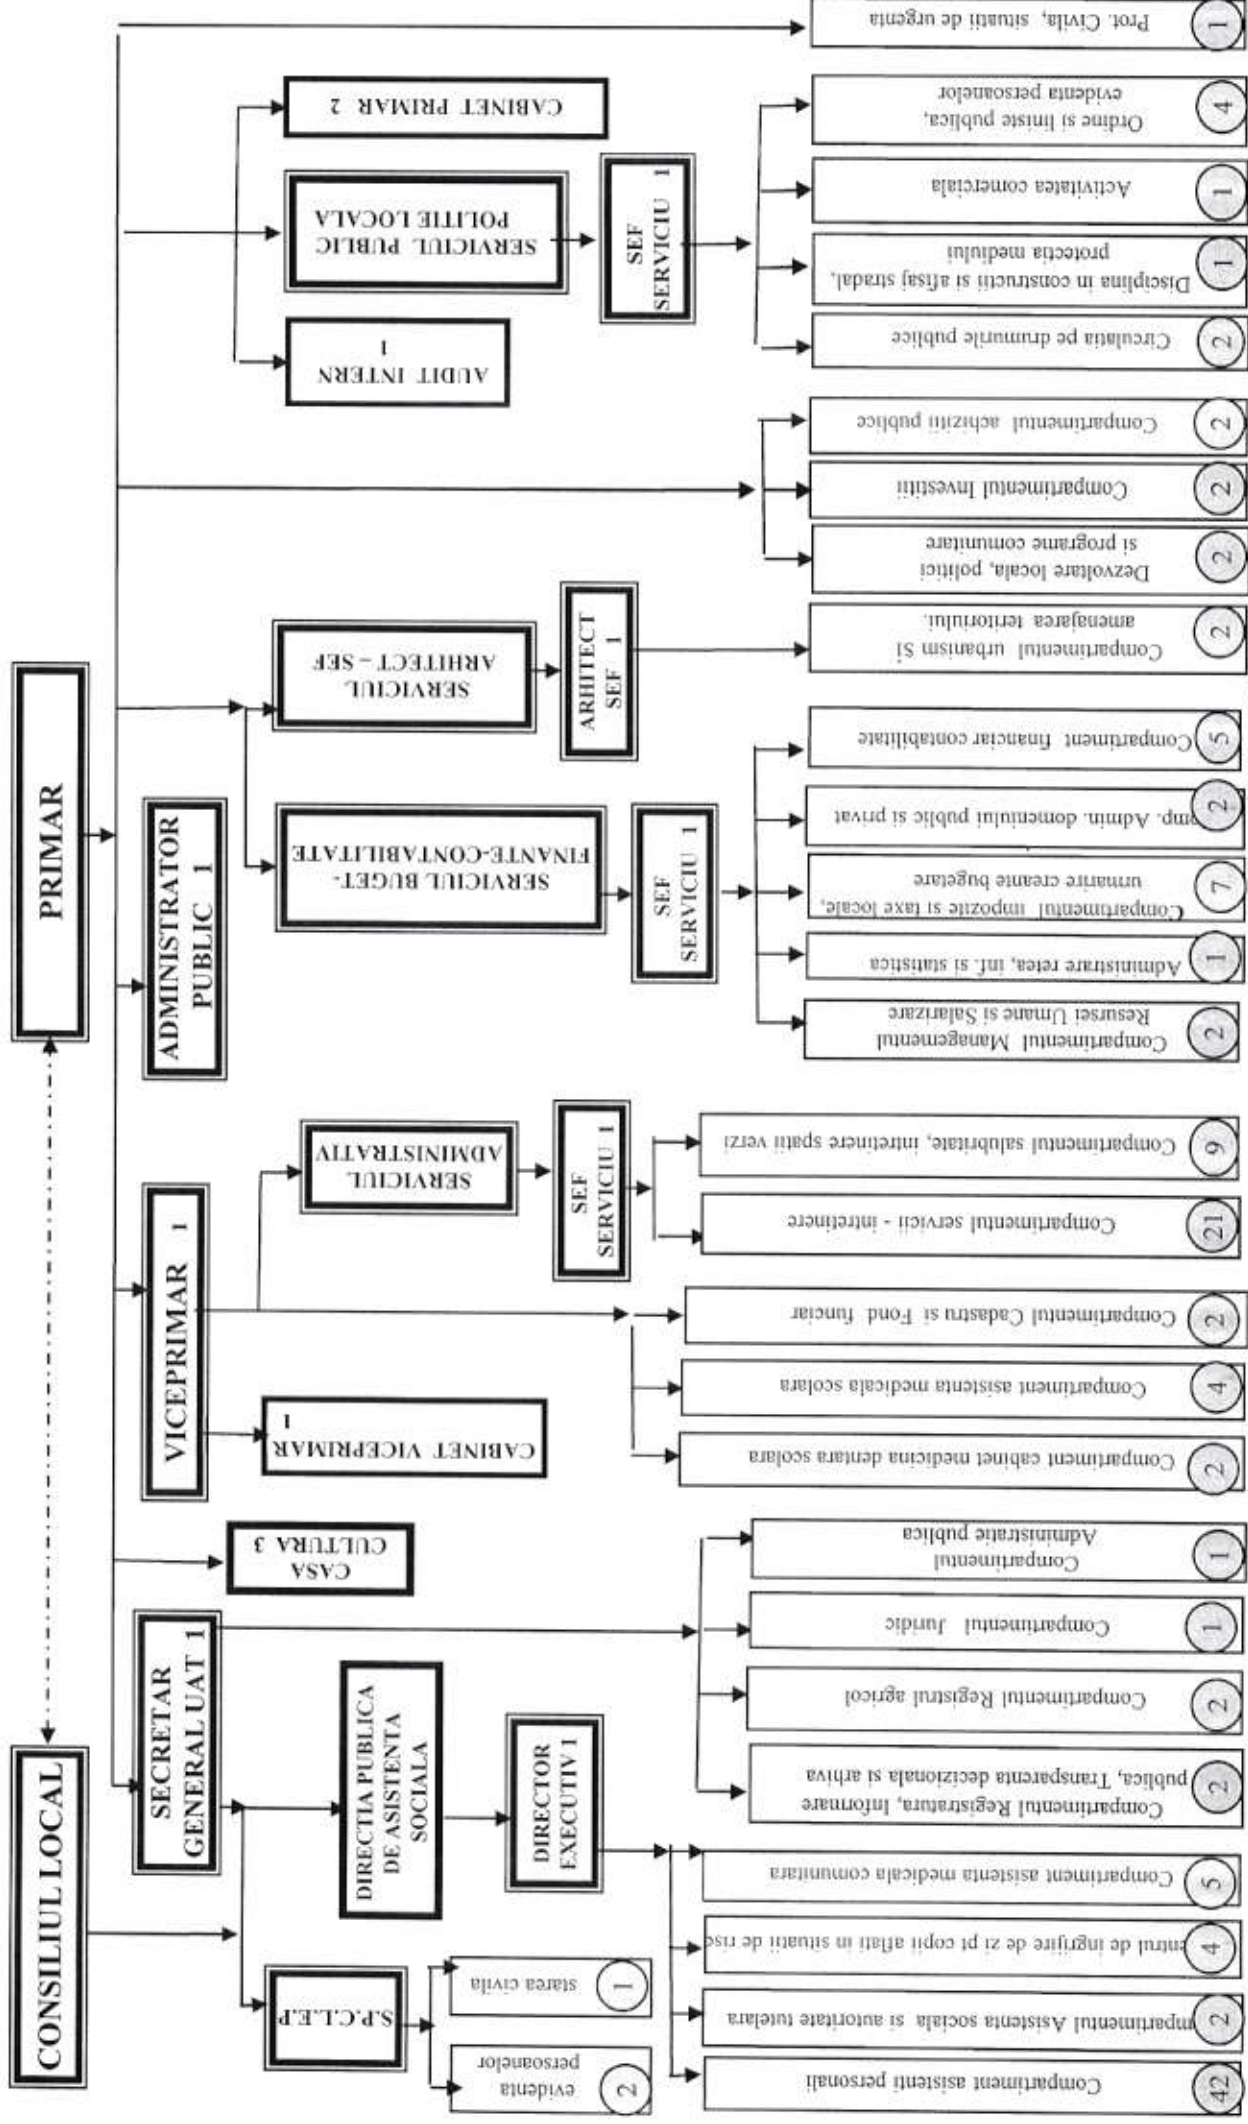 CONSILIUL LOCAL
PRIMAR
SECRETAR
GENERAL UAT 1
CASA
CULTURA 3
VICEPRIMAR 1
ADMINISTRATOR
PUBLIC 1
S.P.C.L.E.P
DIRECTIA PUBLICA
DE ASISTENTA
SOCIALA
DIRECTOR
EXECUTIV 1
CABINET VICEPRIMAR
1
SERVICIUL
ADMINISTRATIV
SEF
SERVICIU 1
SERVICIUL BUGET-
FINANTE-CONTABILITATE
SEF
SERVICIU 1
SERVICIUL
ARHITECT – SEF
ARHITECT
SEF 1
AUDIT INTERN
1
SERVICIUL PUBLIC
POLITIE LOCALA
SEF
SERVICIU 1
CABINET PRIMAR 2
evidenta
persoanelor
2
starea civila
1
Compartiment asistenti personali
42
mpartimentul Asistenta sociala si autoritate tutelara
2
entrul de ingrijire de zi pt copii aflati in situatii de risc
4
Compartiment asistenta medicala comunitara
5
Compartimentul Registratura, Informare
publica, Transparenta decizionala si arhiva
2
Compartimentul Registrul agricol
2
Compartimentul Juridic
1
Compartimentul
Administratie publica
1
Compartiment cabinet medicina dentara scolara
2
Compartiment asistenta medicala scolara
4
Compartimentul Cadastru si Fond funciar
2
Compartimentul servicii - intretinere
21
Compartimentul salubritate, intretinere spatii verzi
9
Compartimentul Managementul
Resursei Umane si Salarizare
2
Administrare retea, inf. si statistica
1
Compartimentul impozite si taxe locale,
urmarire creante bugetare
7
mp. Admin. domeniului public si privat
2
Compartiment financiar contabilitate
5
Compartimentul urbanism SI
amenajarea teritoriului.
2
Dezvoltare locala, politici
si programe comunitare
2
Compartimentul Investitii
2
Compartimentul achizitii publice
2
Circulatia pe drumurile publice
2
Disciplina in constructii si afisaj stradal,
protectia mediului
1
Activitatea comerciala
1
Ordine si liniste publica,
evidenta persoanelor
4
Prot. Civila, situatii de urgenta
1